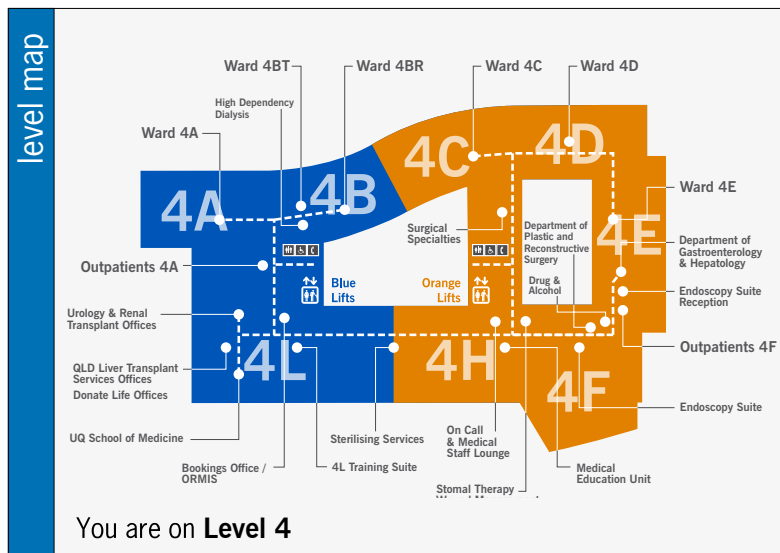 level map
Ward 4BT
Ward 4BR
Ward 4C
Ward 4D
High Dependency
Dialysis
Ward 4A
4A
4B
4C
4D
Ward 4E
4E
Surgical
Specialties
Department of
Plastic and
Reconstructive
Surgery
Department of
Gastroenterology
& Hepatology
Outpatients 4A
Blue
Lifts
Orange
Lifts
Drug &
Alcohol
Endoscopy Suite
Reception
Urology & Renal
Transplant Offices
Outpatients 4F
4L
4H
4F
QLD Liver Transplant
Services Offices
Donate Life Offices
Endoscopy Suite
UQ School of Medicine
Sterilising Services
On Call
& Medical
Staff Lounge
Bookings Office /
ORMIS
4L Training Suite
Medical
Education Unit
Stomal Therapy
You are on Level 4